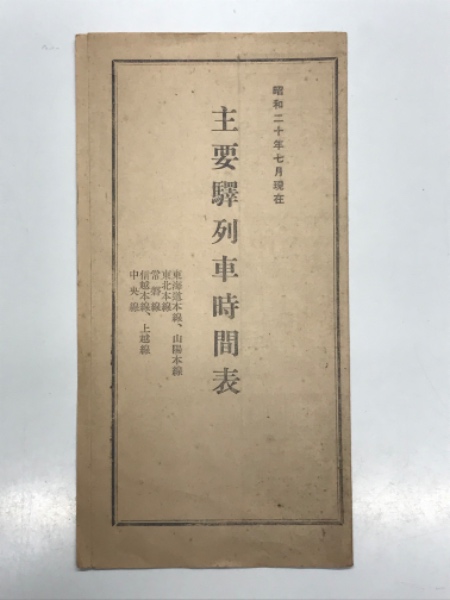 昭和二十年七月現在
主要驛列車時間表
東海道本線、山陽本線
東北本線
常磐線
信越本線、上越線
中央線